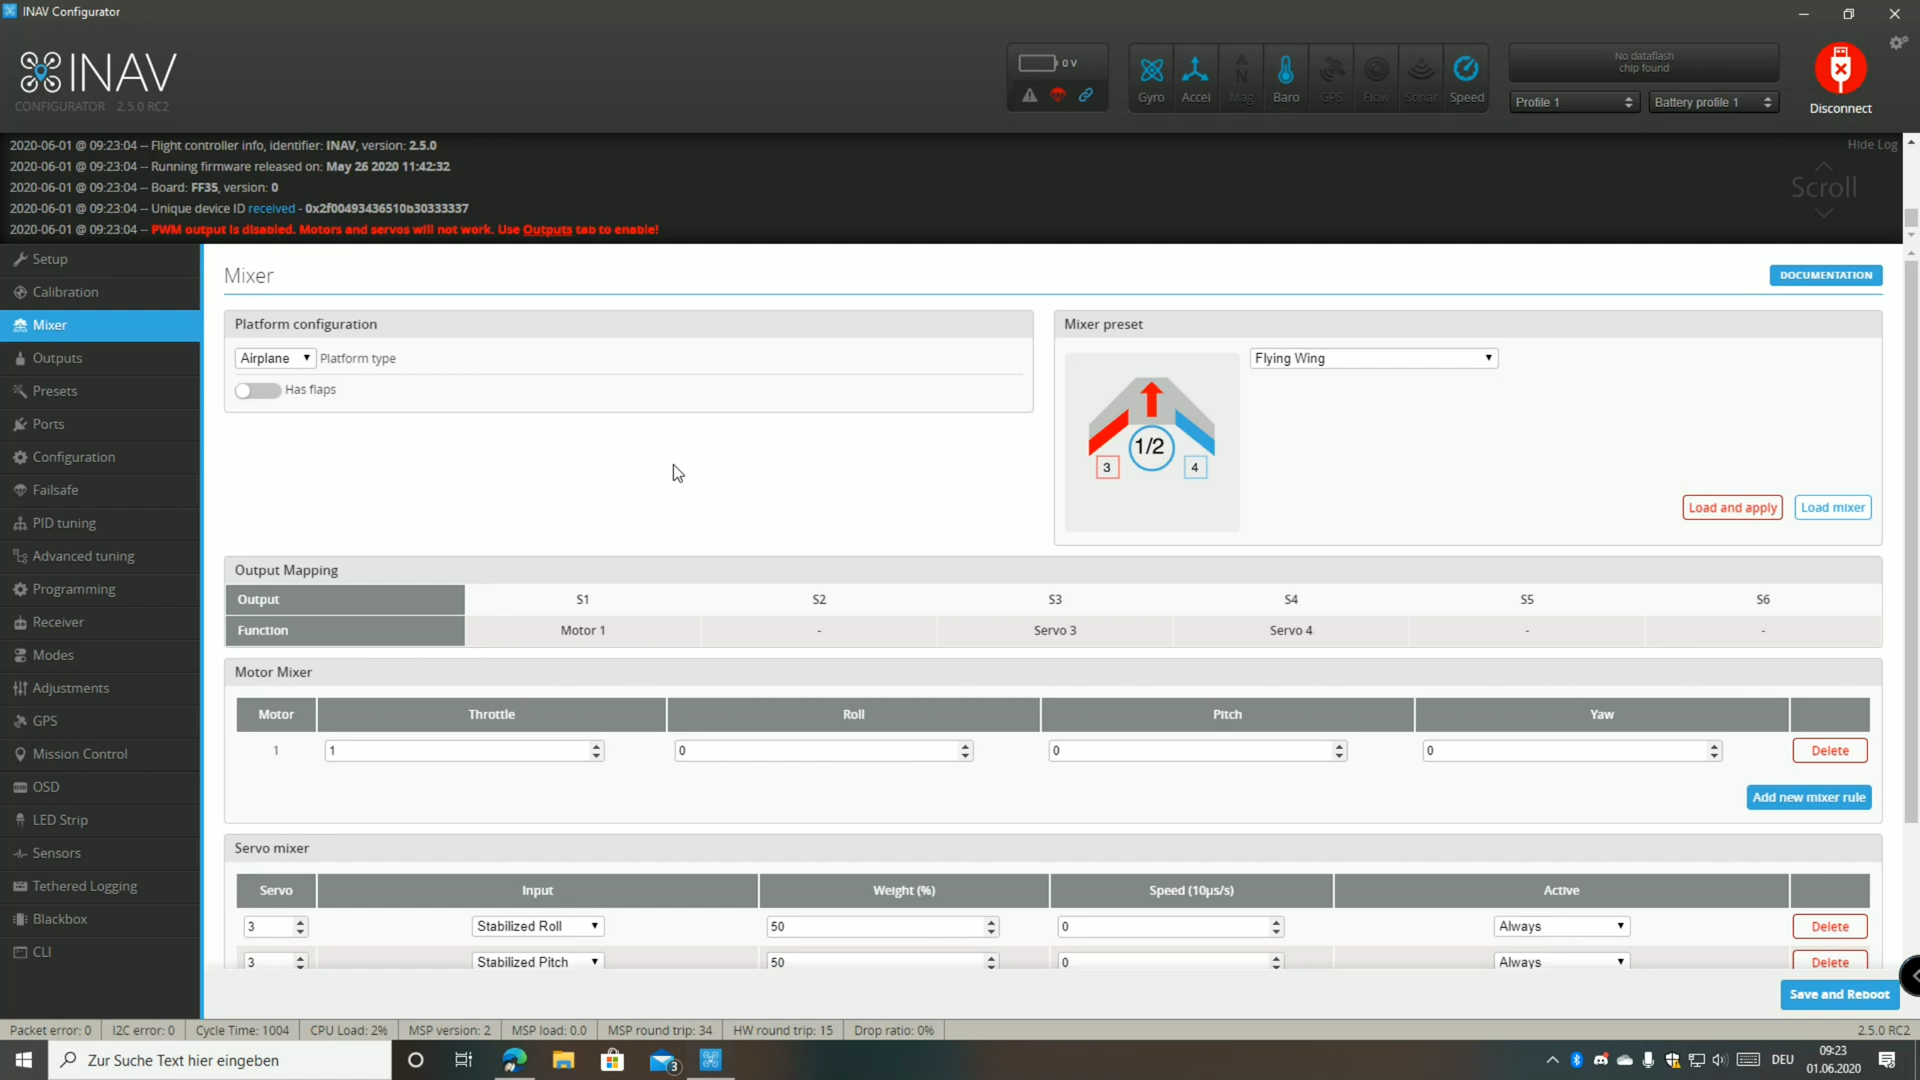 INAV Configurator
INAV
CONFIGURATOR 2.5.0 RC2
0 V
Gyro
Accel
Mag
Baro
GPS
Flow
Sonar
Speed
No dataflash
chip found
Profile 1
Battery profile 1
Disconnect
2020-06-01 @ 09:23:04 -- Flight controller info, identifier: INAV, version: 2.5.0
2020-06-01 @ 09:23:04 -- Running firmware released on: May 26 2020 11:42:32
2020-06-01 @ 09:23:04 -- Board: FF35, version: 0
2020-06-01 @ 09:23:04 -- Unique device ID received - 0x2f00493436510b30333337
2020-06-01 @ 09:23:04 -- PWM output is disabled. Motors and servos will not work. Use Outputs tab to enable!
Hide Log
Scroll
Setup
Calibration
Mixer
Outputs
Presets
Ports
Configuration
Failsafe
PID tuning
Advanced tuning
Programming
Receiver
Modes
Adjustments
GPS
Mission Control
OSD
LED Strip
Sensors
Tethered Logging
Blackbox
CLI
Mixer
DOCUMENTATION
Platform configuration
Airplane Platform type
Has flaps
Mixer preset
Flying Wing
1/2
3 4
Load and apply
Load mixer
Output Mapping
Output S1 S2 S3 S4 S5 S6
Function Motor 1 - Servo 3 Servo 4 - -
Motor Mixer
Motor Throttle Roll Pitch Yaw
1 1 0 0 0 Delete
Add new mixer rule
Servo mixer
Servo Input Weight (%) Speed (10µs/s) Active
3 Stabilized Roll 50 0 Always Delete
3 Stabilized Pitch 50 0 Always Delete
Save and Reboot
Packet error: 0 I2C error: 0 Cycle Time: 1004 CPU Load: 2% MSP version: 2 MSP load: 0.0 MSP round trip: 34 HW round trip: 15 Drop ratio: 0% 2.5.0 RC2
Zur Suche Text hier eingeben
3
DEU
09:23
01.06.2020